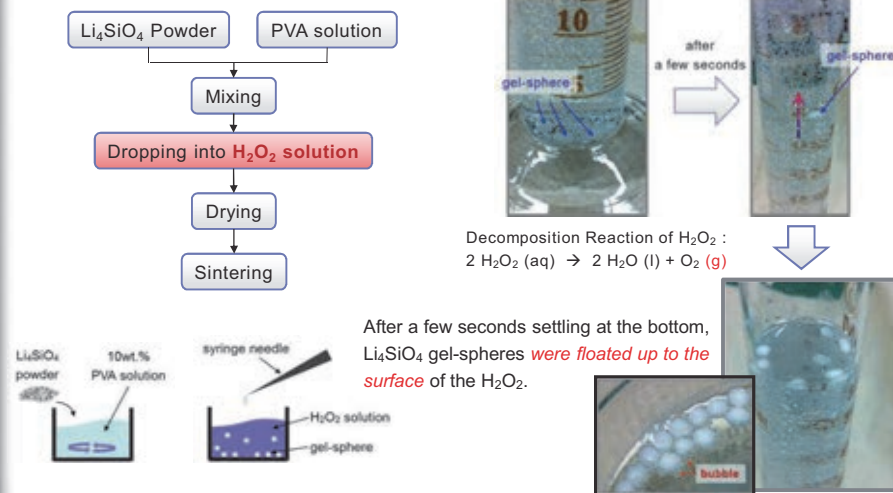 Li₄SiO₄ Powder
PVA solution
Mixing
Dropping into H₂O₂ solution
Drying
Sintering
10
5
gel-sphere
after
a few seconds
gel-sphere
Decomposition Reaction of H₂O₂ :
2 H₂O₂ (aq) → 2 H₂O (l) + O₂ (g)
After a few seconds settling at the bottom,
Li₄SiO₄ gel-spheres were floated up to the
surface of the H₂O₂.
Li₄SiO₄
powder
10wt.%
PVA solution
syringe needle
H₂O₂ solution
gel-sphere
bubble